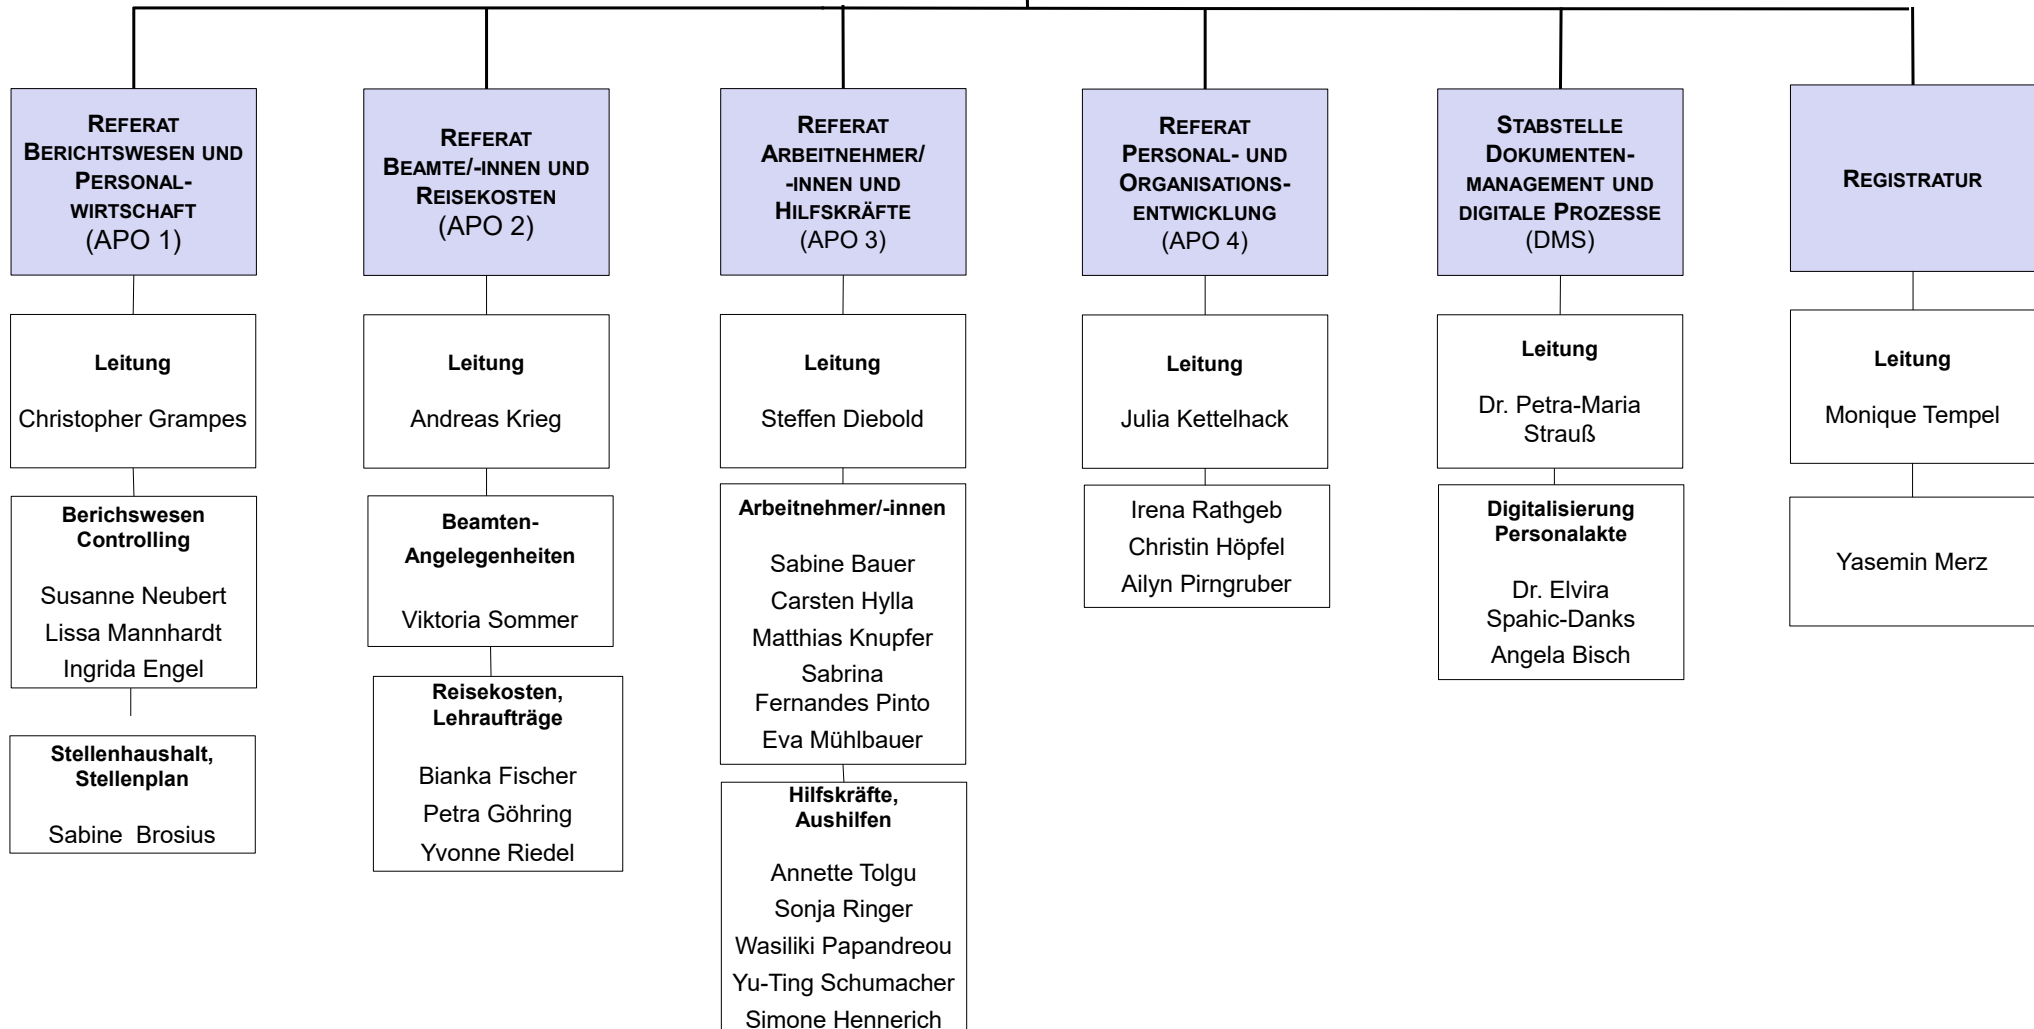 REFERAT
BERICHTSWESEN UND
PERSONAL-
WIRTSCHAFT
(APO 1)
Leitung
Christopher Grampes
Berichswesen
Controlling
Susanne Neubert
Lissa Mannhardt
Ingrida Engel
Stellenhaushalt,
Stellenplan
Sabine Brosius
REFERAT
BEAMTE/-INNEN UND
REISEKOSTEN
(APO 2)
Leitung
Andreas Krieg
Beamten-
Angelegenheiten
Viktoria Sommer
Reisekosten,
Lehraufträge
Bianka Fischer
Petra Göhring
Yvonne Riedel
REFERAT
ARBEITNEHMER/
-INNEN UND
HILFSKRÄFTE
(APO 3)
Leitung
Steffen Diebold
Arbeitnehmer/-innen
Sabine Bauer
Carsten Hylla
Matthias Knupfer
Sabrina
Fernandes Pinto
Eva Mühlbauer
Hilfskräfte,
Aushilfen
Annette Tolgu
Sonja Ringer
Wasiliki Papandreou
Yu-Ting Schumacher
Simone Hennerich
REFERAT
PERSONAL- UND
ORGANISATIONS-
ENTWICKLUNG
(APO 4)
Leitung
Julia Kettelhack
Irena Rathgeb
Christin Höpfel
Ailyn Pirngruber
STABSTELLE
DOKUMENTEN-
MANAGEMENT UND
DIGITALE PROZESSE
(DMS)
Leitung
Dr. Petra-Maria
Strauß
Digitalisierung
Personalakte
Dr. Elvira
Spahic-Danks
Angela Bisch
REGISTRATUR
Leitung
Monique Tempel
Yasemin Merz